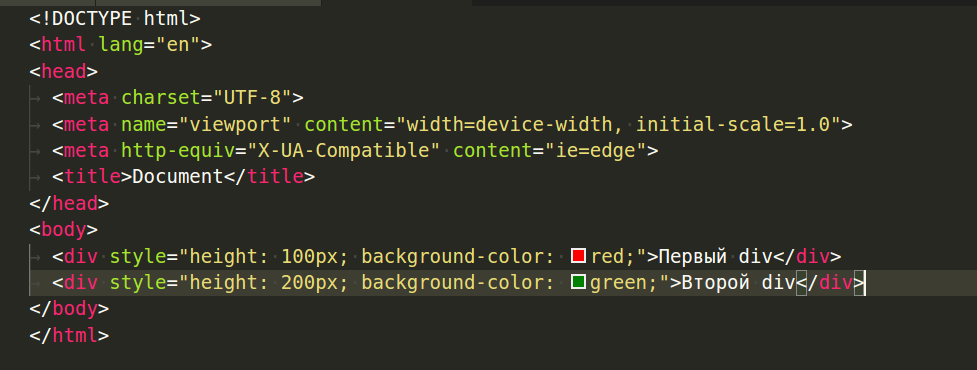 <!DOCTYPE html>
<html lang="en">
<head>
<meta charset="UTF-8">
<meta name="viewport" content="width=device-width, initial-scale=1.0">
<meta http-equiv="X-UA-Compatible" content="ie=edge">
<title>Document</title>
</head>
<body>
<div style="height: 100px; background-color: red;">Первый div</div>
<div style="height: 200px; background-color: green;">Второй div</div>
</body>
</html>